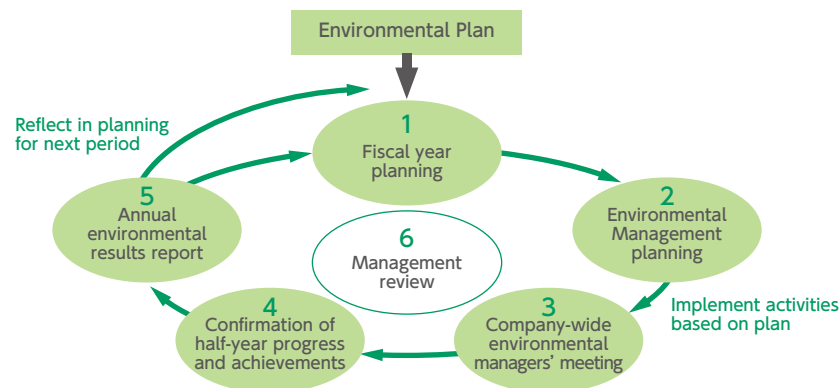 Environmental Plan
Reflect in planning
for next period
1
Fiscal year
planning
2
Environmental
Management
planning
Implement activities
based on plan
3
Company-wide
environmental
managers’ meeting
4
Confirmation of
half-year progress
and achievements
5
Annual
environmental
results report
6
Management
review